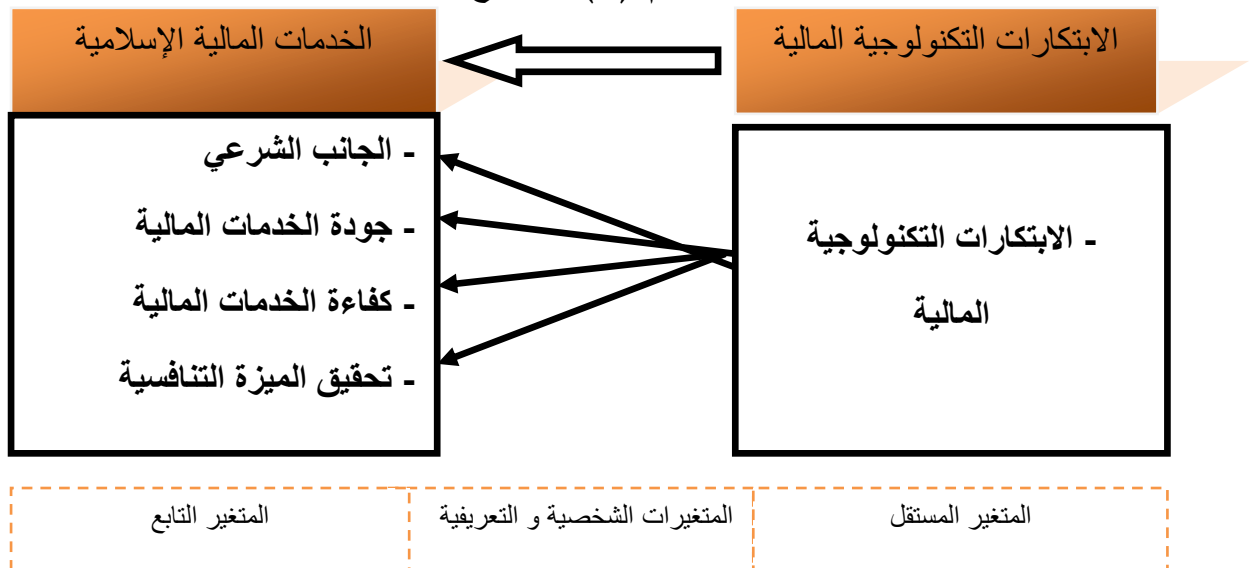 الابتكارات التكنولوجية المالية
الخدمات المالية الإسلامية
- الابتكارات التكنولوجية
المالية
- الجانب الشرعي
- جودة الخدمات المالية
- كفاءة الخدمات المالية
- تحقيق الميزة التنافسية
المتغير المستقل
المتغيرات الشخصية و التعريفية
المتغير التابع